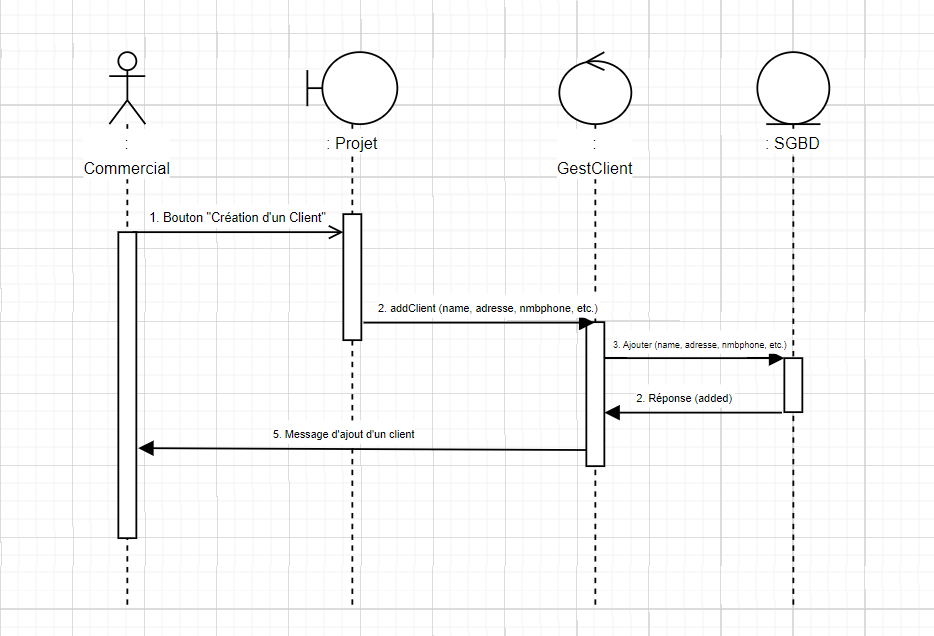 :
Commercial
: Projet
:
GestClient
: SGBD
1. Bouton "Création d'un Client"
2. addClient (name, adresse, nmbphone, etc.)
3. Ajouter (name, adresse, nmbphone, etc.)
2. Réponse (added)
5. Message d'ajout d'un client